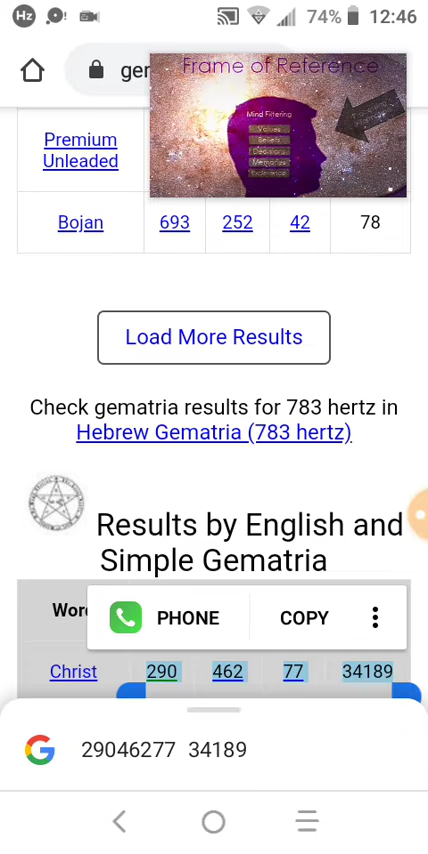 Hz 74% 12:46
ger
Frame of Reference
Mind Filtering
Values
Beliefs
Decisions
Memories
Premium
Unleaded
Bojan 693 252 42 78
Load More Results
Check gematria results for 783 hertz in
Hebrew Gematria (783 hertz)
Results by English and
Simple Gematria
Wor
PHONE COPY
Christ 290 462 77 34189
29046277 34189